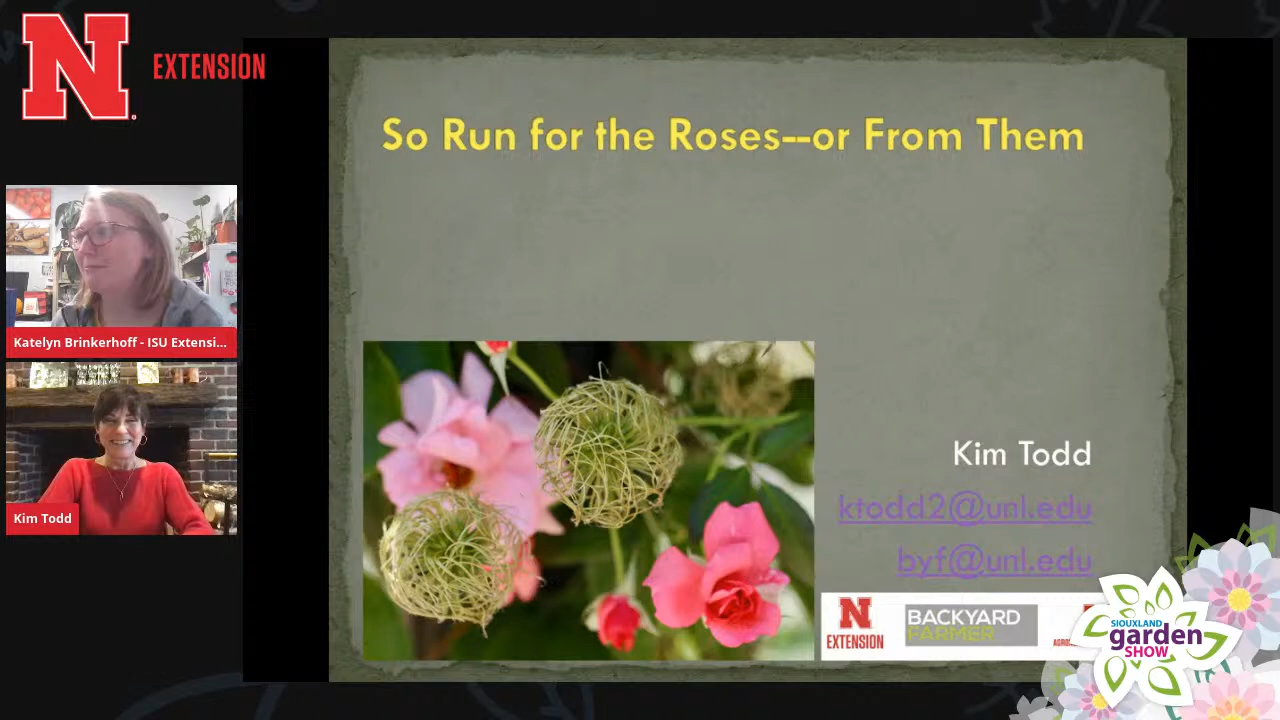 N
EXTENSION
So Run for the Roses--or From Them
Katelyn Brinkerhoff - ISU Extensi...
Kim Todd
Kim Todd
ktodd2@unl.edu
byf@unl.edu
N
EXTENSION
BACKYARD
FARMER
SIOUXLAND
garden
SHOW